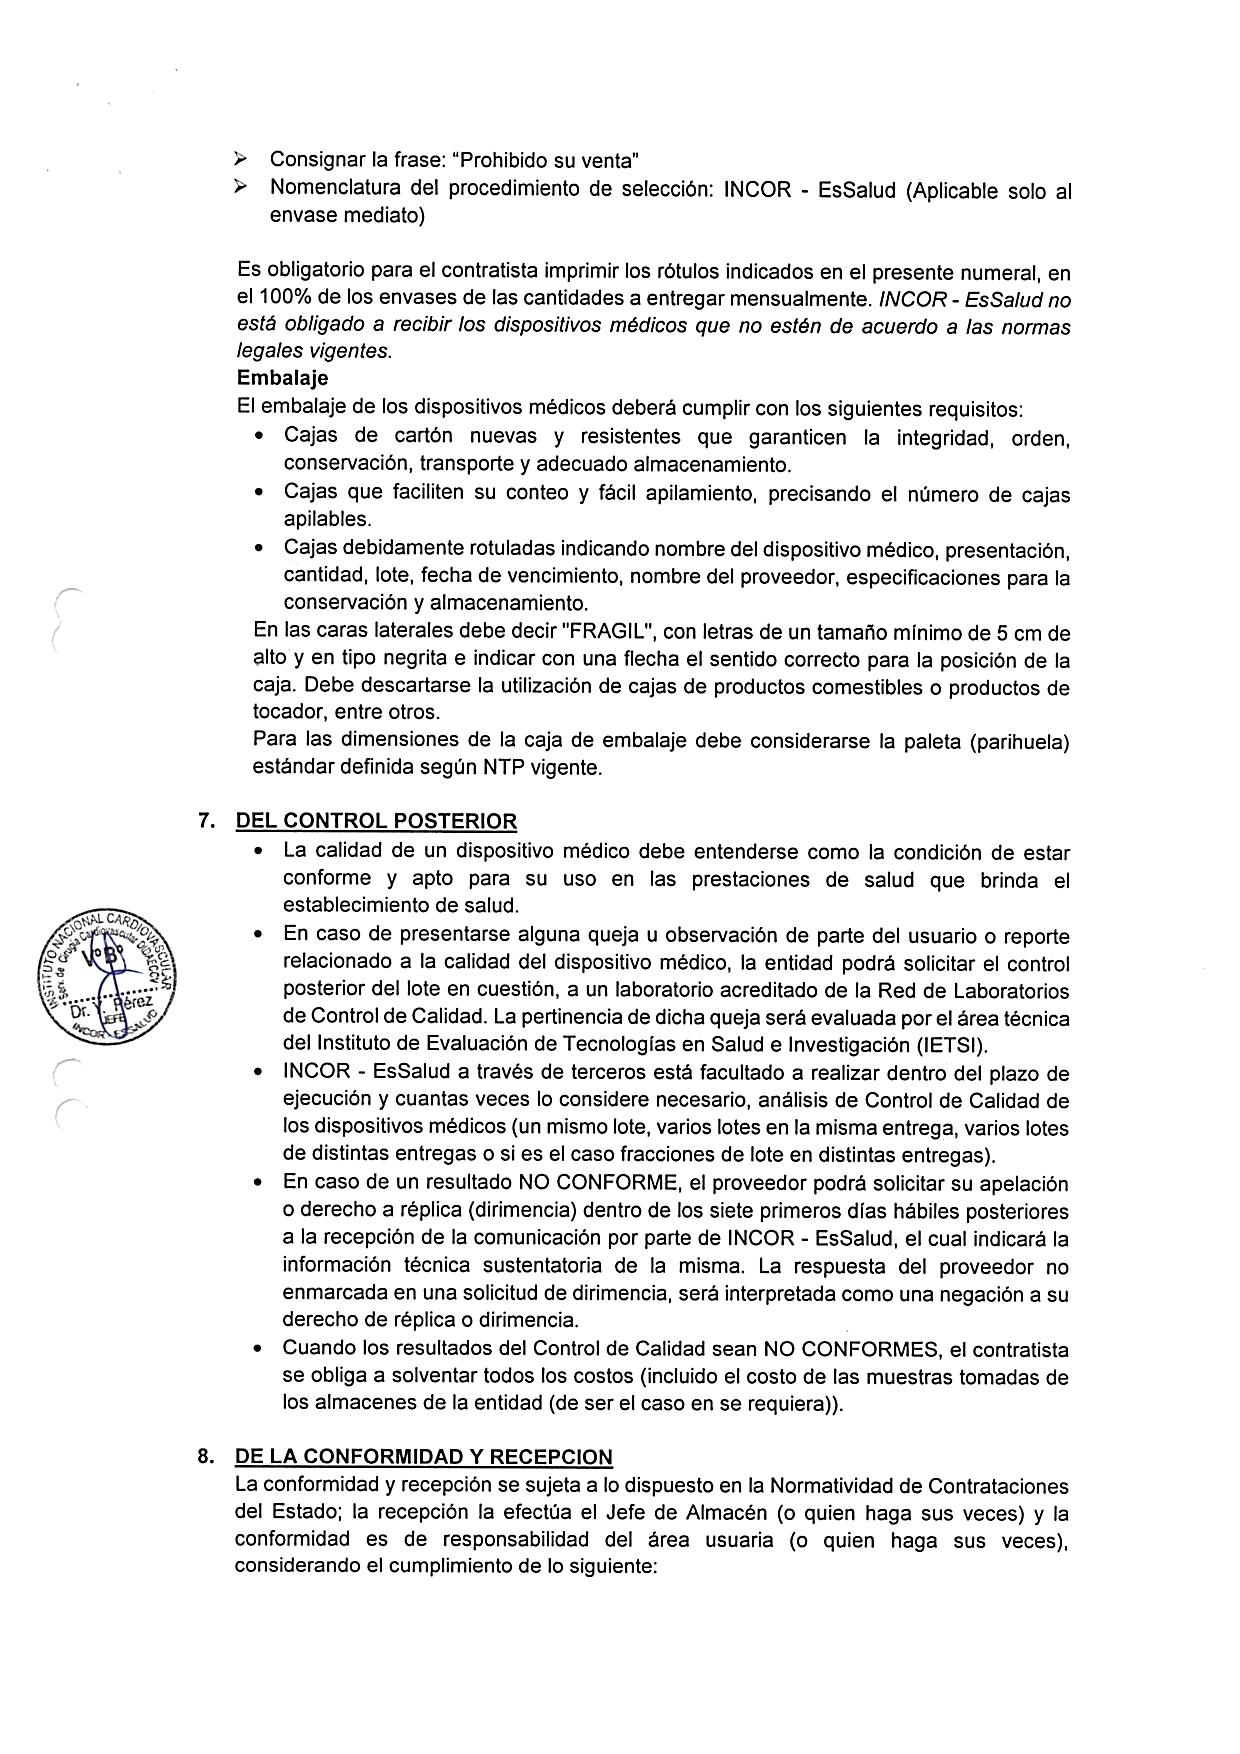 ➢ Consignar la frase: “Prohibido su venta”
➢ Nomenclatura del procedimiento de selección: INCOR - EsSalud (Aplicable solo al
envase mediato)
Es obligatorio para el contratista imprimir los rótulos indicados en el presente numeral, en
el 100% de los envases de las cantidades a entregar mensualmente. INCOR - EsSalud no
está obligado a recibir los dispositivos médicos que no estén de acuerdo a las normas
legales vigentes.
Embalaje
El embalaje de los dispositivos médicos deberá cumplir con los siguientes requisitos:
• Cajas de cartón nuevas y resistentes que garanticen la integridad, orden,
conservación, transporte y adecuado almacenamiento.
• Cajas que faciliten su conteo y fácil apilamiento, precisando el número de cajas
apilables.
• Cajas debidamente rotuladas indicando nombre del dispositivo médico, presentación,
cantidad, lote, fecha de vencimiento, nombre del proveedor, especificaciones para la
conservación y almacenamiento.
En las caras laterales debe decir "FRAGIL", con letras de un tamaño mínimo de 5 cm de
alto y en tipo negrita e indicar con una flecha el sentido correcto para la posición de la
caja. Debe descartarse la utilización de cajas de productos comestibles o productos de
tocador, entre otros.
Para las dimensiones de la caja de embalaje debe considerarse la paleta (parihuela)
estándar definida según NTP vigente.
7. DEL CONTROL POSTERIOR
• La calidad de un dispositivo médico debe entenderse como la condición de estar
conforme y apto para su uso en las prestaciones de salud que brinda el
establecimiento de salud.
• En caso de presentarse alguna queja u observación de parte del usuario o reporte
relacionado a la calidad del dispositivo médico, la entidad podrá solicitar el control
posterior del lote en cuestión, a un laboratorio acreditado de la Red de Laboratorios
de Control de Calidad. La pertinencia de dicha queja será evaluada por el área técnica
del Instituto de Evaluación de Tecnologías en Salud e Investigación (IETSI).
• INCOR - EsSalud a través de terceros está facultado a realizar dentro del plazo de
ejecución y cuantas veces lo considere necesario, análisis de Control de Calidad de
los dispositivos médicos (un mismo lote, varios lotes en la misma entrega, varios lotes
de distintas entregas o si es el caso fracciones de lote en distintas entregas).
• En caso de un resultado NO CONFORME, el proveedor podrá solicitar su apelación
o derecho a réplica (dirimencia) dentro de los siete primeros días hábiles posteriores
a la recepción de la comunicación por parte de INCOR - EsSalud, el cual indicará la
información técnica sustentatoria de la misma. La respuesta del proveedor no
enmarcada en una solicitud de dirimencia, será interpretada como una negación a su
derecho de réplica o dirimencia.
• Cuando los resultados del Control de Calidad sean NO CONFORMES, el contratista
se obliga a solventar todos los costos (incluido el costo de las muestras tomadas de
los almacenes de la entidad (de ser el caso en se requiera)).
8. DE LA CONFORMIDAD Y RECEPCION
La conformidad y recepción se sujeta a lo dispuesto en la Normatividad de Contrataciones
del Estado; la recepción la efectúa el Jefe de Almacén (o quien haga sus veces) y la
conformidad es de responsabilidad del área usuaria (o quien haga sus veces),
considerando el cumplimiento de lo siguiente:
INSTITUTO NACIONAL CARDIOVASCULAR
Serv. de Cirugía Cardiovascular
VºBº
Dr. Y. Pérez
JEFE
INCOR ESSALUD